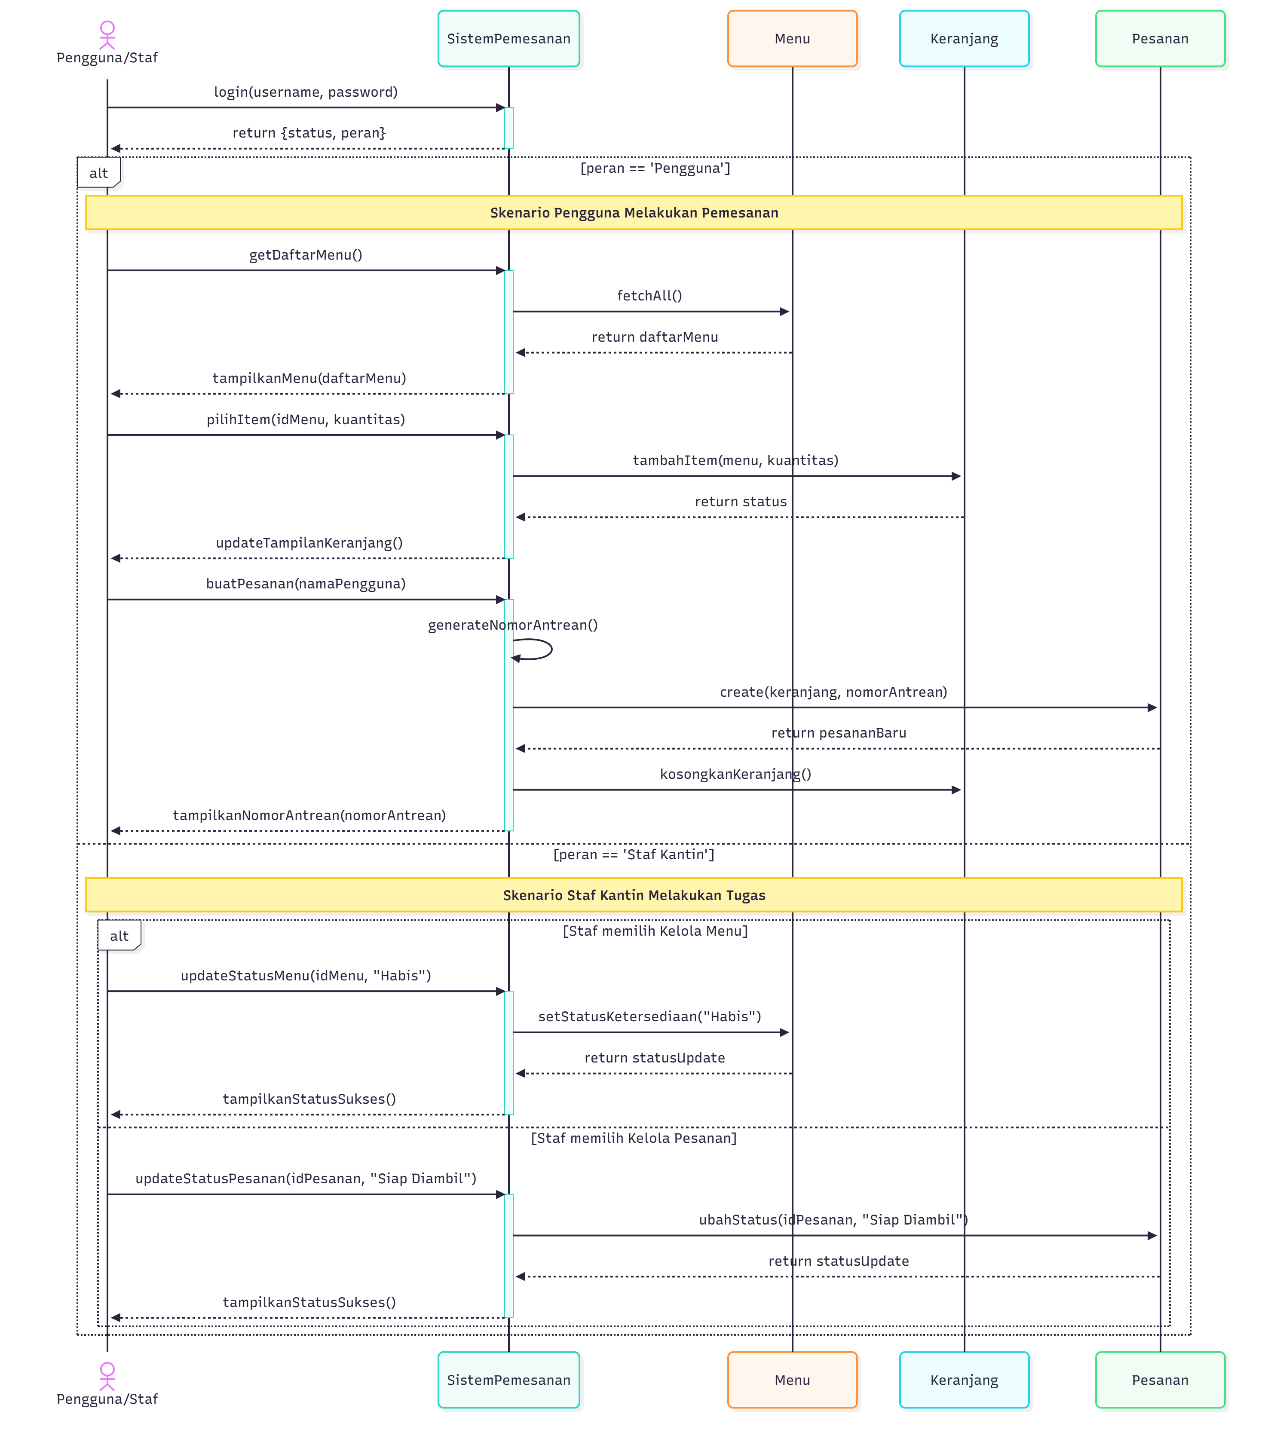 Pengguna/Staf
SistemPemesanan
Menu
Keranjang
Pesanan
login(username, password)
return {status, peran}
alt
[peran == 'Pengguna']
Skenario Pengguna Melakukan Pemesanan
getDaftarMenu()
fetchAll()
return daftarMenu
tampilkanMenu(daftarMenu)
pilihItem(idMenu, kuantitas)
tambahItem(menu, kuantitas)
return status
updateTampilanKeranjang()
buatPesanan(namaPengguna)
generateNomorAntrean()
create(keranjang, nomorAntrean)
return pesananBaru
kosongkanKeranjang()
tampilkanNomorAntrean(nomorAntrean)
[peran == 'Staf Kantin']
Skenario Staf Kantin Melakukan Tugas
alt
[Staf memilih Kelola Menu]
updateStatusMenu(idMenu, "Habis")
setStatusKetersediaan("Habis")
return statusUpdate
tampilkanStatusSukses()
[Staf memilih Kelola Pesanan]
updateStatusPesanan(idPesanan, "Siap Diambil")
ubahStatus(idPesanan, "Siap Diambil")
return statusUpdate
tampilkanStatusSukses()
Pengguna/Staf
SistemPemesanan
Menu
Keranjang
Pesanan